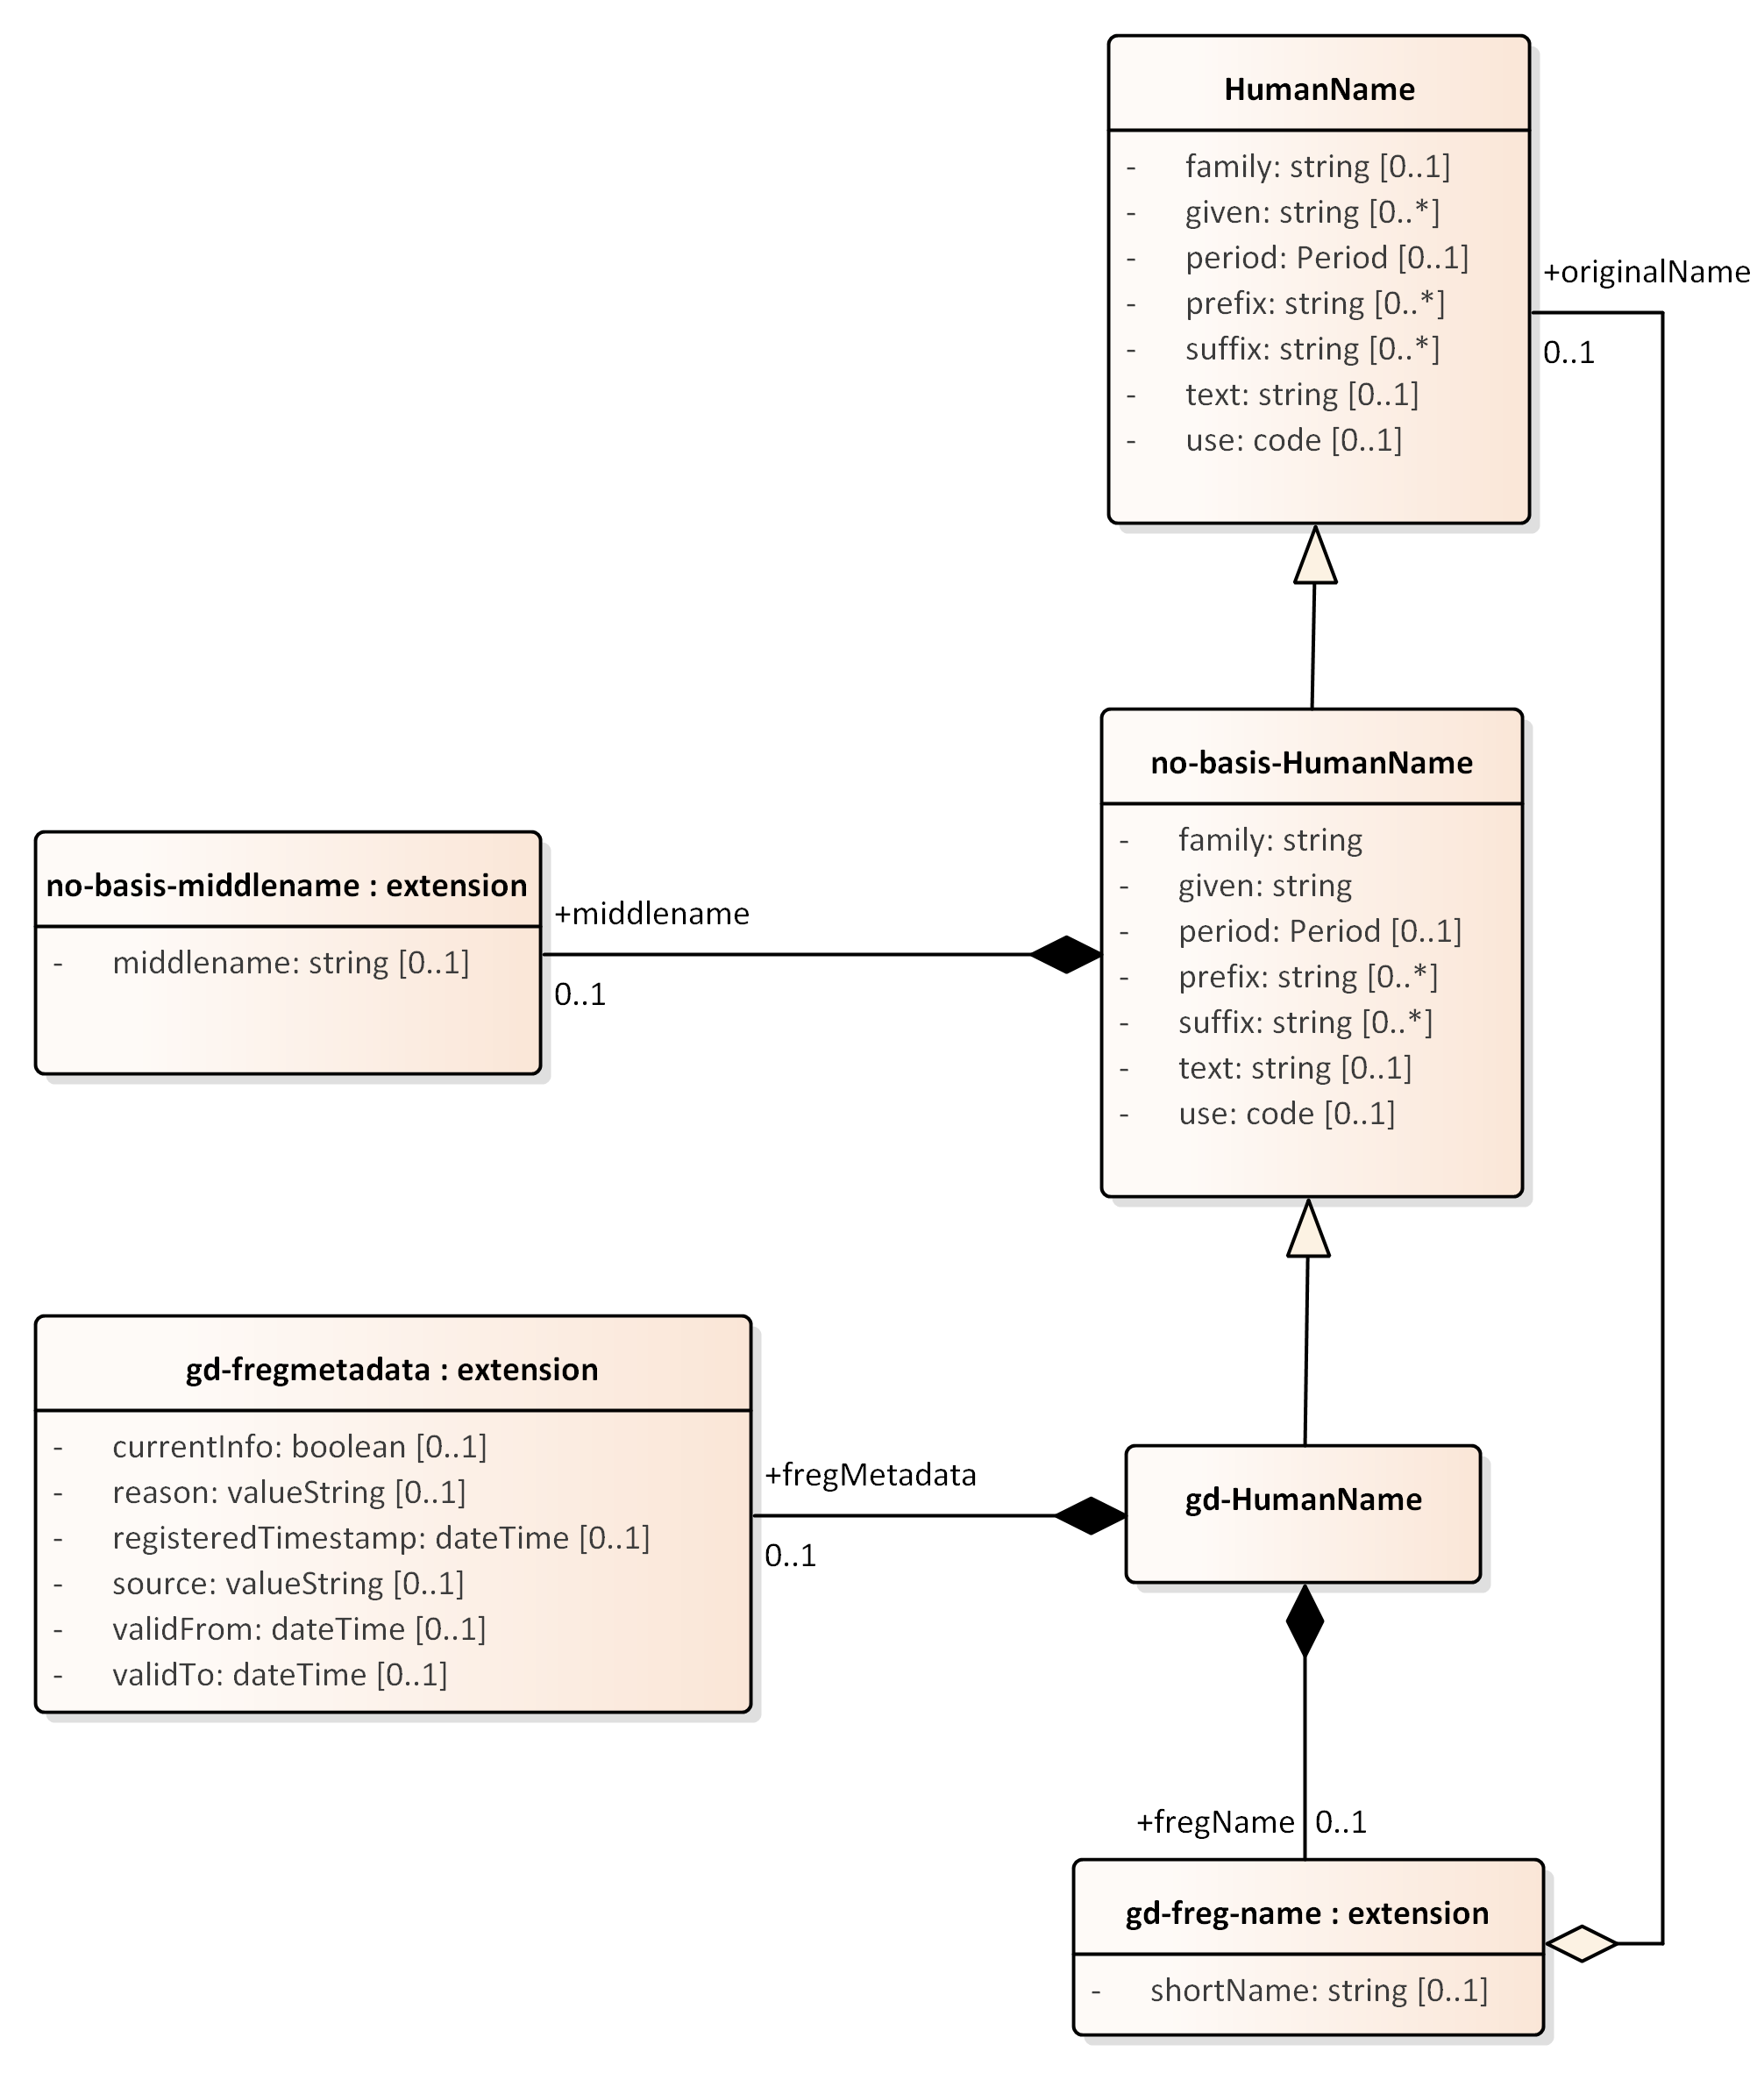 HumanName
- family: string [0..1]
- given: string [0..*]
- period: Period [0..1]
- prefix: string [0..*]
- suffix: string [0..*]
- text: string [0..1]
- use: code [0..1]
+originalName
0..1
no-basis-HumanName
- family: string
- given: string
- period: Period [0..1]
- prefix: string [0..*]
- suffix: string [0..*]
- text: string [0..1]
- use: code [0..1]
no-basis-middlename : extension
- middlename: string [0..1]
+middlename
0..1
gd-fregmetadata : extension
- currentInfo: boolean [0..1]
- reason: valueString [0..1]
- registeredTimestamp: dateTime [0..1]
- source: valueString [0..1]
- validFrom: dateTime [0..1]
- validTo: dateTime [0..1]
+fregMetadata
0..1
gd-HumanName
+fregName 0..1
gd-freg-name : extension
- shortName: string [0..1]